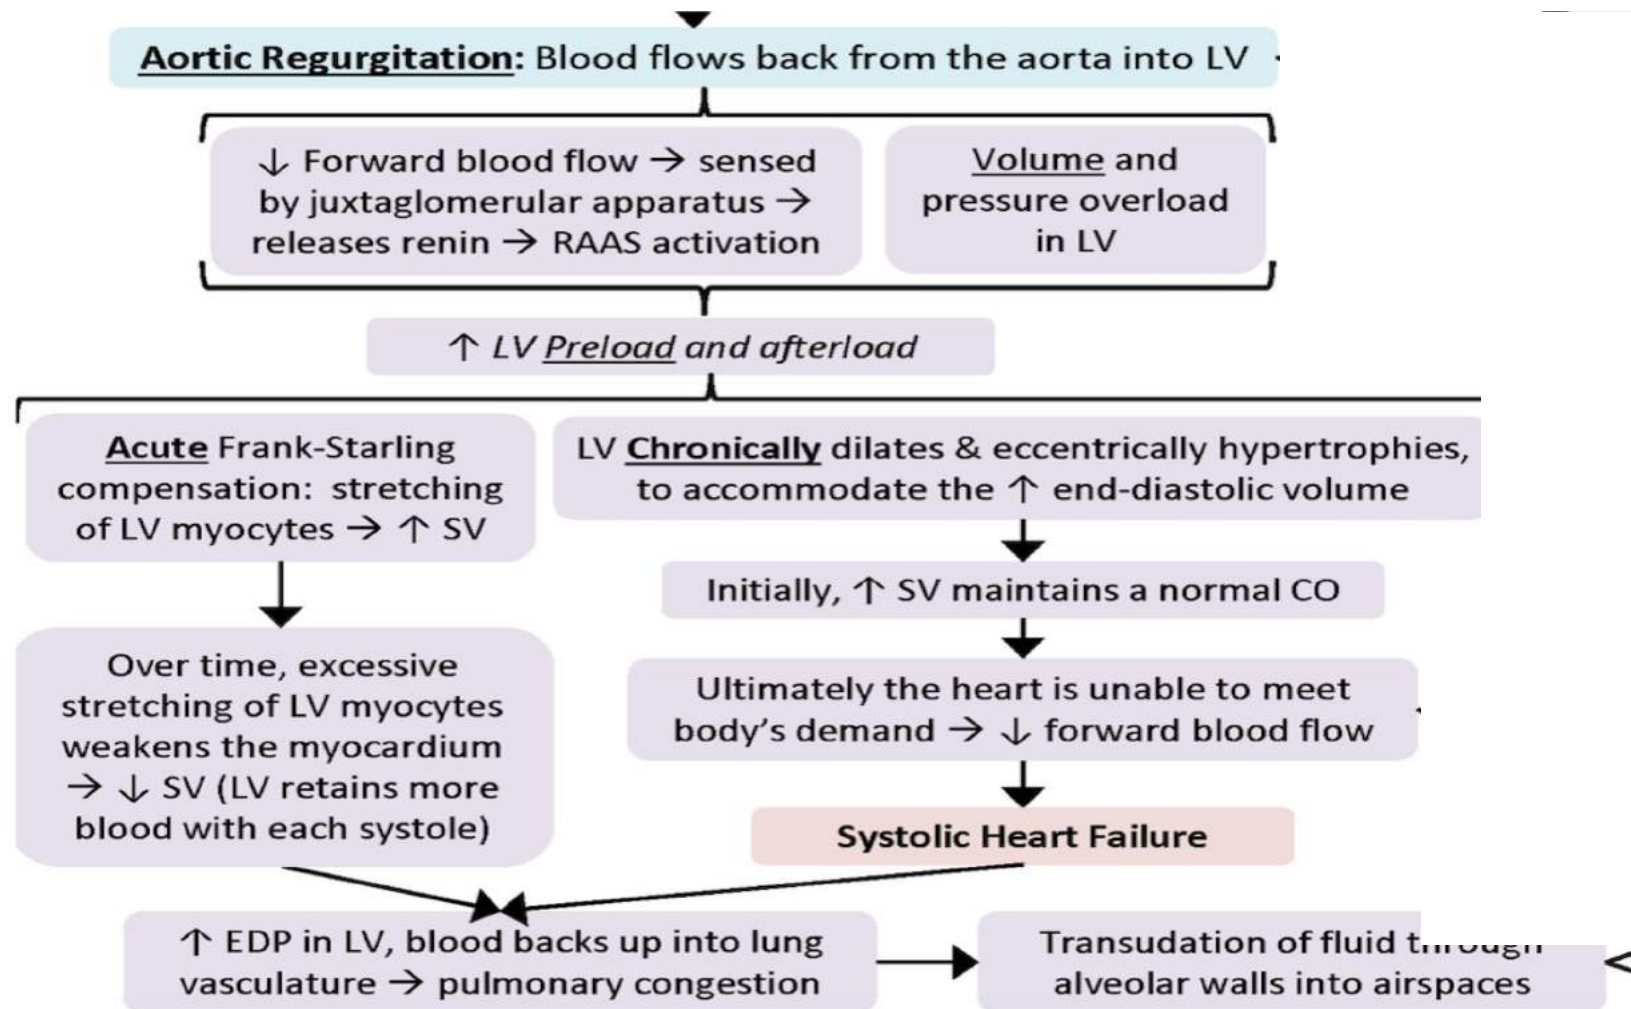 Aortic Regurgitation: Blood flows back from the aorta into LV
↓ Forward blood flow → sensed
by juxtaglomerular apparatus →
releases renin → RAAS activation
Volume and
pressure overload
in LV
↑ LV Preload and afterload
Acute Frank-Starling
compensation: stretching
of LV myocytes → ↑ SV
LV Chronically dilates & eccentrically hypertrophies,
to accommodate the ↑ end-diastolic volume
Initially, ↑ SV maintains a normal CO
Over time, excessive
stretching of LV myocytes
weakens the myocardium
→ ↓ SV (LV retains more
blood with each systole)
Ultimately the heart is unable to meet
body’s demand → ↓ forward blood flow
Systolic Heart Failure
↑ EDP in LV, blood backs up into lung
vasculature → pulmonary congestion
Transudation of fluid through
alveolar walls into airspaces